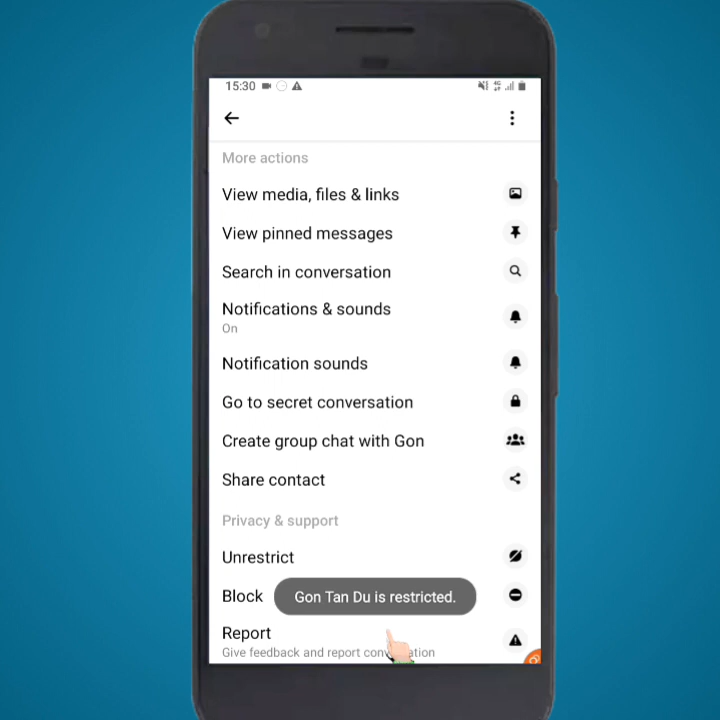 15:30
More actions
View media, files & links
View pinned messages
Search in conversation
Notifications & sounds
On
Notification sounds
Go to secret conversation
Create group chat with Gon
Share contact
Privacy & support
Unrestrict
Block
Gon Tan Du is restricted.
Report
Give feedback and report conv ation